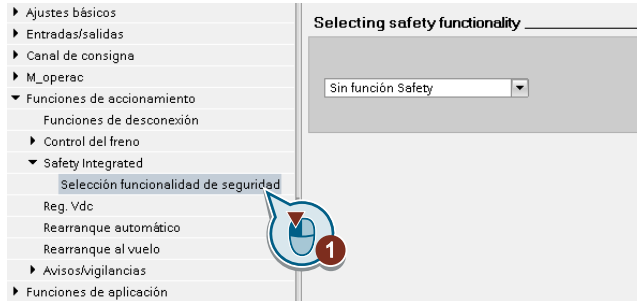 Ajustes básicos
Entradas/salidas
Canal de consigna
M_operac
Funciones de accionamiento
Funciones de desconexión
Control del freno
Safety Integrated
Selección funcionalidad de seguridad
Reg. Vdc
Rearranque automático
Rearranque al vuelo
Avisos/vigilancias
Funciones de aplicación
Selecting safety functionality
Sin función Safety
1